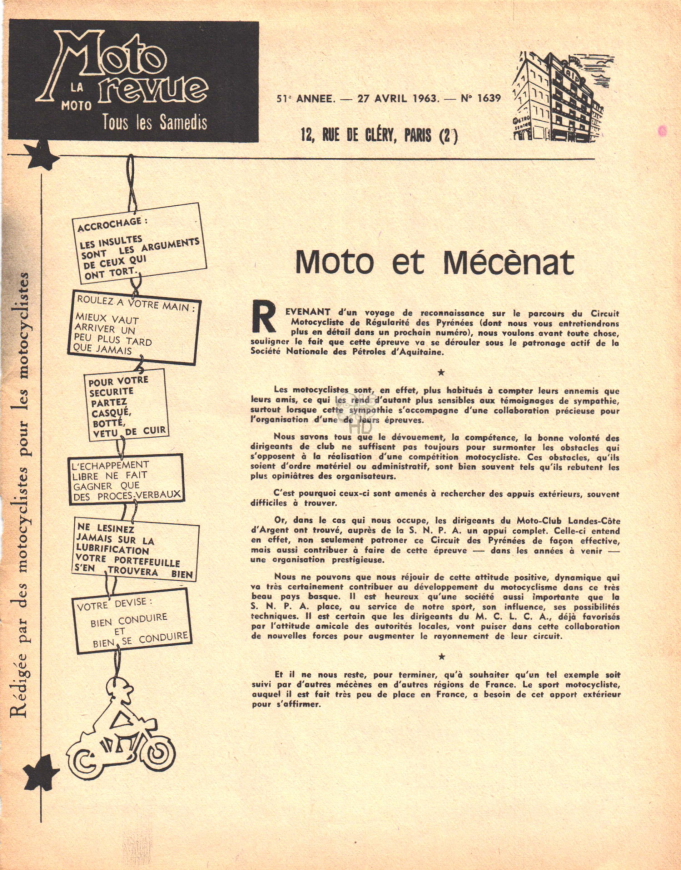 Moto
LA MOTO revue
Tous les Samedis
51e ANNEE. — 27 AVRIL 1963. — N° 1639
12, RUE DE CLÉRY, PARIS (2e)
METRO
Rédigée par des motocyclistes pour les motocyclistes
ACCROCHAGE :
LES INSULTES
SONT LES ARGUMENTS
DE CEUX QUI
ONT TORT.
ROULEZ A VOTRE MAIN :
MIEUX VAUT
ARRIVER UN
PEU PLUS TARD
QUE JAMAIS
POUR VOTRE
SECURITE
PARTEZ
CASQUÉ,
BOTTÉ,
VETU DE CUIR
L'ECHAPPEMENT
LIBRE NE FAIT
GAGNER QUE
DES PROCES-VERBAUX
NE LESINEZ
JAMAIS SUR LA
LUBRIFICATION
VOTRE PORTEFEUILLE
S'EN TROUVERA BIEN
VOTRE DEVISE :
BIEN CONDUIRE
ET
BIEN SE CONDUIRE
Moto et Mécènat
REVENANT d'un voyage de reconnaissance sur le parcours du Circuit
Motocycliste de Régularité des Pyrénées (dont nous vous entretiendrons
plus en détail dans un prochain numéro), nous voulons avant toute chose,
souligner le fait que cette épreuve va se dérouler sous le patronage actif de la
Société Nationale des Pétroles d'Aquitaine.
★
Les motocyclistes sont, en effet, plus habitués à compter leurs ennemis que
leurs amis, ce qui les rend d'autant plus sensibles aux témoignages de sympathie,
surtout lorsque cette sympathie s'accompagne d'une collaboration précieuse pour
l'organisation d'une de leurs épreuves.
Nous savons tous que le dévouement, la compétence, la bonne volonté des
dirigeants de club ne suffisent pas toujours pour surmonter les obstacles qui
s'opposent à la réalisation d'une compétition motocycliste. Ces obstacles, qu'ils
soient d'ordre matériel ou administratif, sont bien souvent tels qu'ils rebutent les
plus opiniâtres des organisateurs.
C'est pourquoi ceux-ci sont amenés à rechercher des appuis extérieurs, souvent
difficiles à trouver.
Or, dans le cas qui nous occupe, les dirigeants du Moto-Club Landes-Côte
d'Argent ont trouvé, auprès de la S. N. P. A. un appui complet. Celle-ci entend
en effet, non seulement patroner ce Circuit des Pyrénées de façon effective,
mais aussi contribuer à faire de cette épreuve — dans les années à venir —
une organisation prestigieuse.
Nous ne pouvons que nous réjouir de cette attitude positive, dynamique qui
va très certainement contribuer au développement du motocyclisme dans ce très
beau pays basque. Il est heureux qu'une société aussi importante que la
S. N. P. A. place, au service de notre sport, son influence, ses possibilités
techniques. Il est certain que les dirigeants du M. C. L. C. A., déjà favorisés
par l'attitude amicale des autorités locales, vont puiser dans cette collaboration
de nouvelles forces pour augmenter le rayonnement de leur circuit.
★
Et il ne nous reste, pour terminer, qu'à souhaiter qu'un tel exemple soit
suivi par d'autres mécènes en d'autres régions de France. Le sport motocycliste,
auquel il est fait très peu de place en France, a besoin de cet apport extérieur
pour s'affirmer.
HD